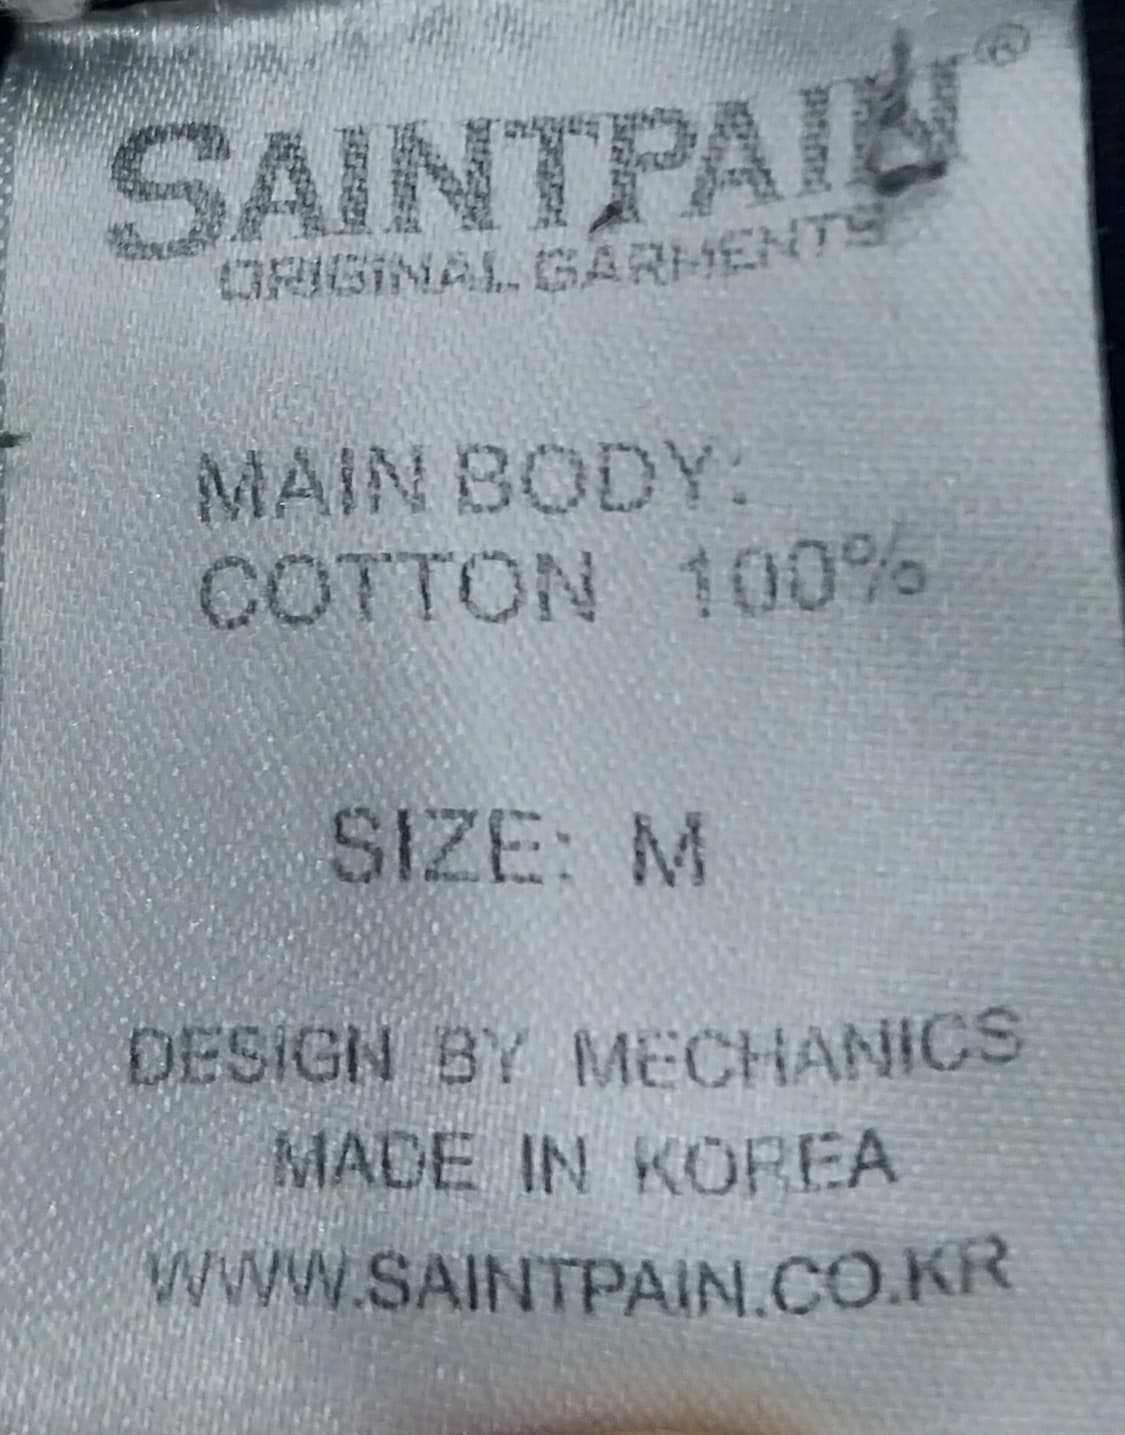 SAINTPAIN®
ORIGINAL GARMENTS
MAIN BODY:
COTTON 100%
SIZE: M
DESIGN BY MECHANICS
MADE IN KOREA
WWW.SAINTPAIN.CO.KR